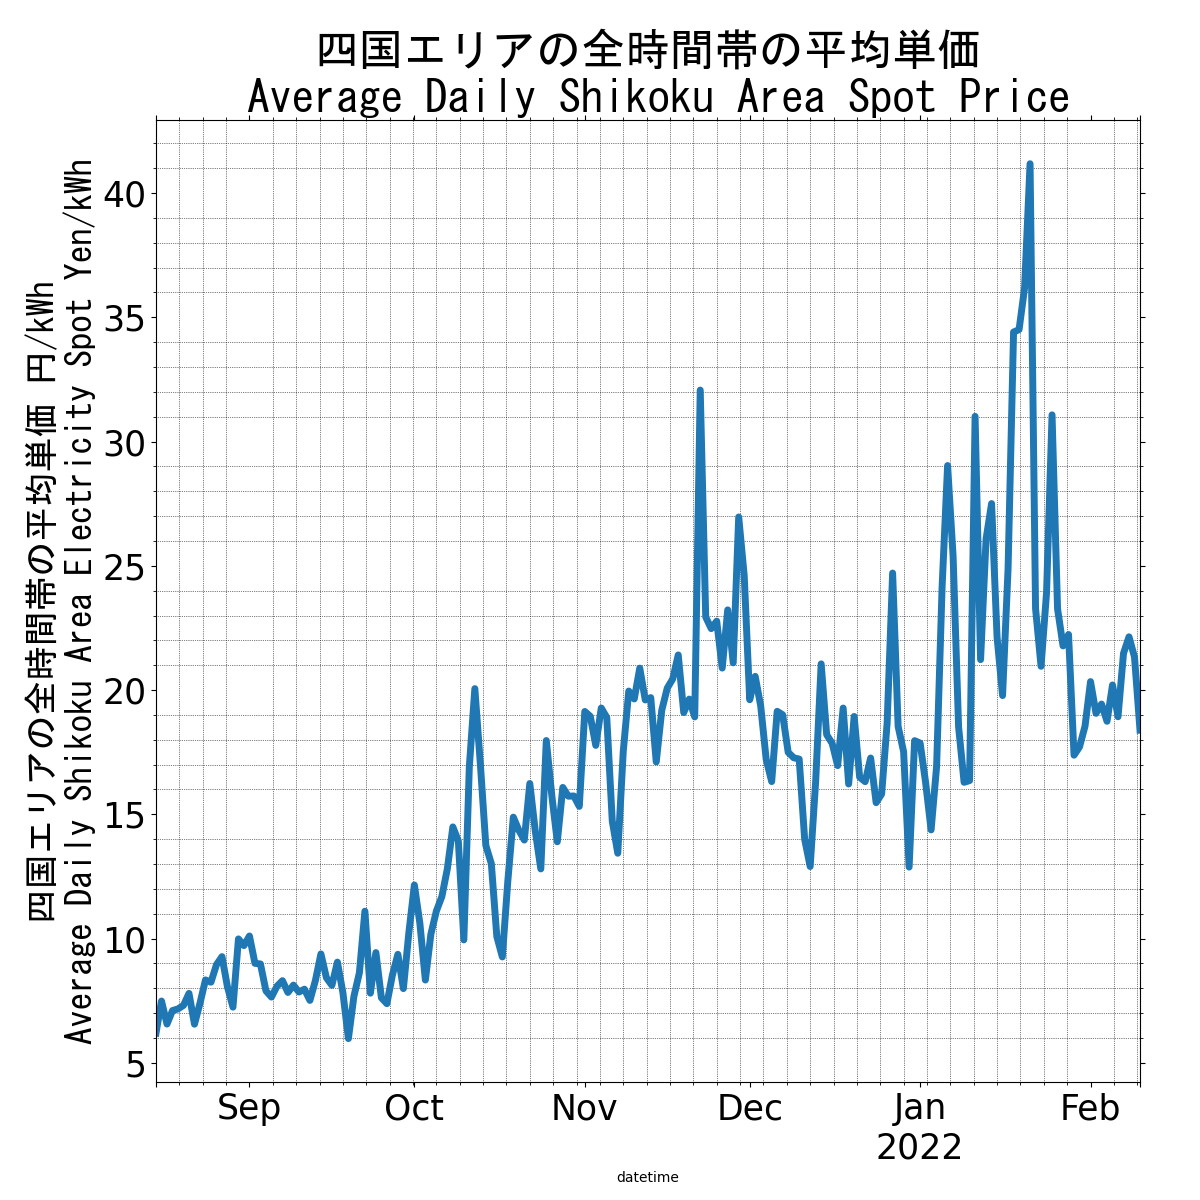 四国エリアの全時間帯の平均単価
Average Daily Shikoku Area Spot Price
四国エリアの全時間帯の平均単価 円/kWh
Average Daily Shikoku Area Electricity Spot Yen/kWh
40
35
30
25
20
15
10
5
Sep
Oct
Nov
Dec
Jan
2022
Feb
datetime